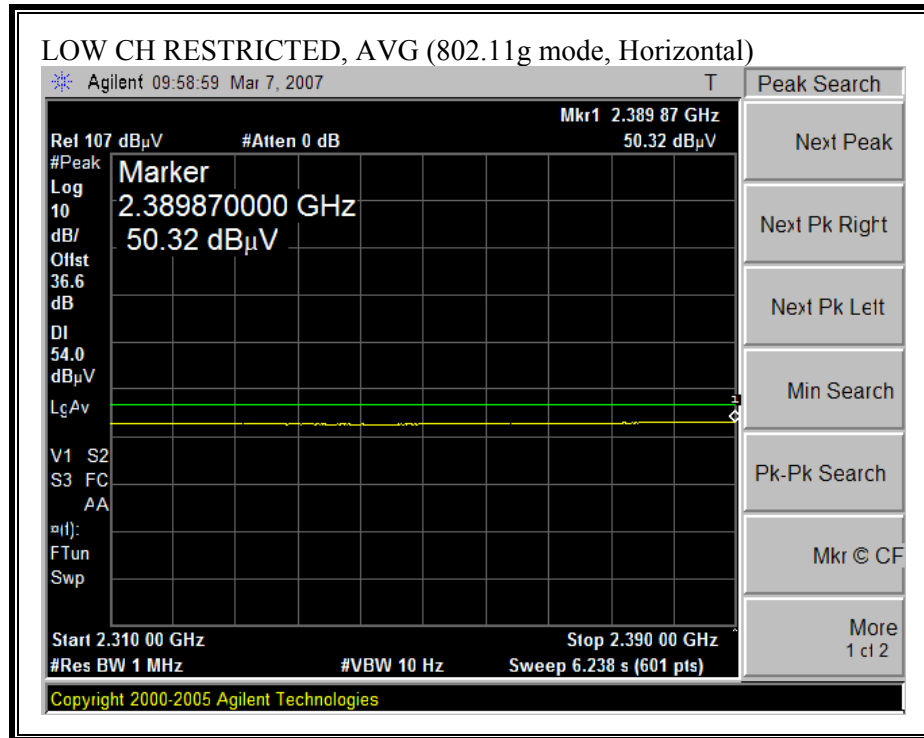 LOW CH RESTRICTED, AVG (802.11g mode, Horizontal)
Agilent 09:58:59 Mar 7, 2007 T
Peak Search
Mkr1 2.389 87 GHz
Ref 107 dBµV #Atten 0 dB 50.32 dBµV
#Peak
Log
10
dB/
Offst
36.6
dB
DI
54.0
dBµV
LgAv
V1 S2
S3 FC
AA
¤(f):
FTun
Swp
Marker
2.389870000 GHz
50.32 dBµV
1
Start 2.310 00 GHz Stop 2.390 00 GHz
#Res BW 1 MHz #VBW 10 Hz Sweep 6.238 s (601 pts)
Copyright 2000-2005 Agilent Technologies
Next Peak
Next Pk Right
Next Pk Left
Min Search
Pk-Pk Search
Mkr © CF
More
1 of 2